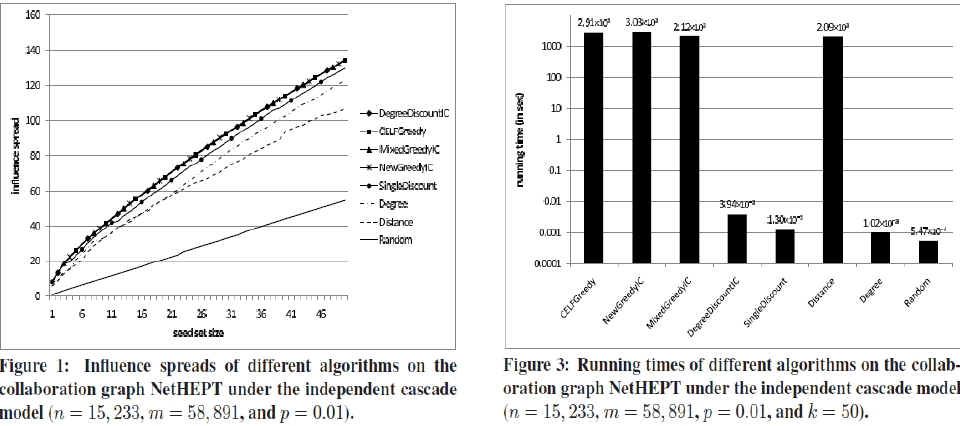 160
140
120
100
80
60
40
20
0
influence spread
1 6 11 16 21 26 31 36 41 46
seed set size
DegreeDiscountIC
CELFGreedy
MixedGreedyIC
NewGreedyIC
SingleDiscount
Degree
Distance
Random
Figure 1: Influence spreads of different algorithms on the
collaboration graph NetHEPT under the independent cascade
model (n = 15, 233, m = 58, 891, and p = 0.01).
2.91×10³ 3.03×10³ 2.12×10³ 2.09×10³
1000
100
10
1
0.1
0.01
0.001
0.0001
running time (in sec)
3.94×10⁻³ 1.30×10⁻³ 1.02×10⁻³ 5.47×10⁻⁴
CELFGreedy
NewGreedyIC
MixedGreedyIC
DegreeDiscountIC
SingleDiscount
Distance
Degree
Random
Figure 3: Running times of different algorithms on the collab-
oration graph NetHEPT under the independent cascade model
(n = 15, 233, m = 58, 891, p = 0.01, and k = 50).